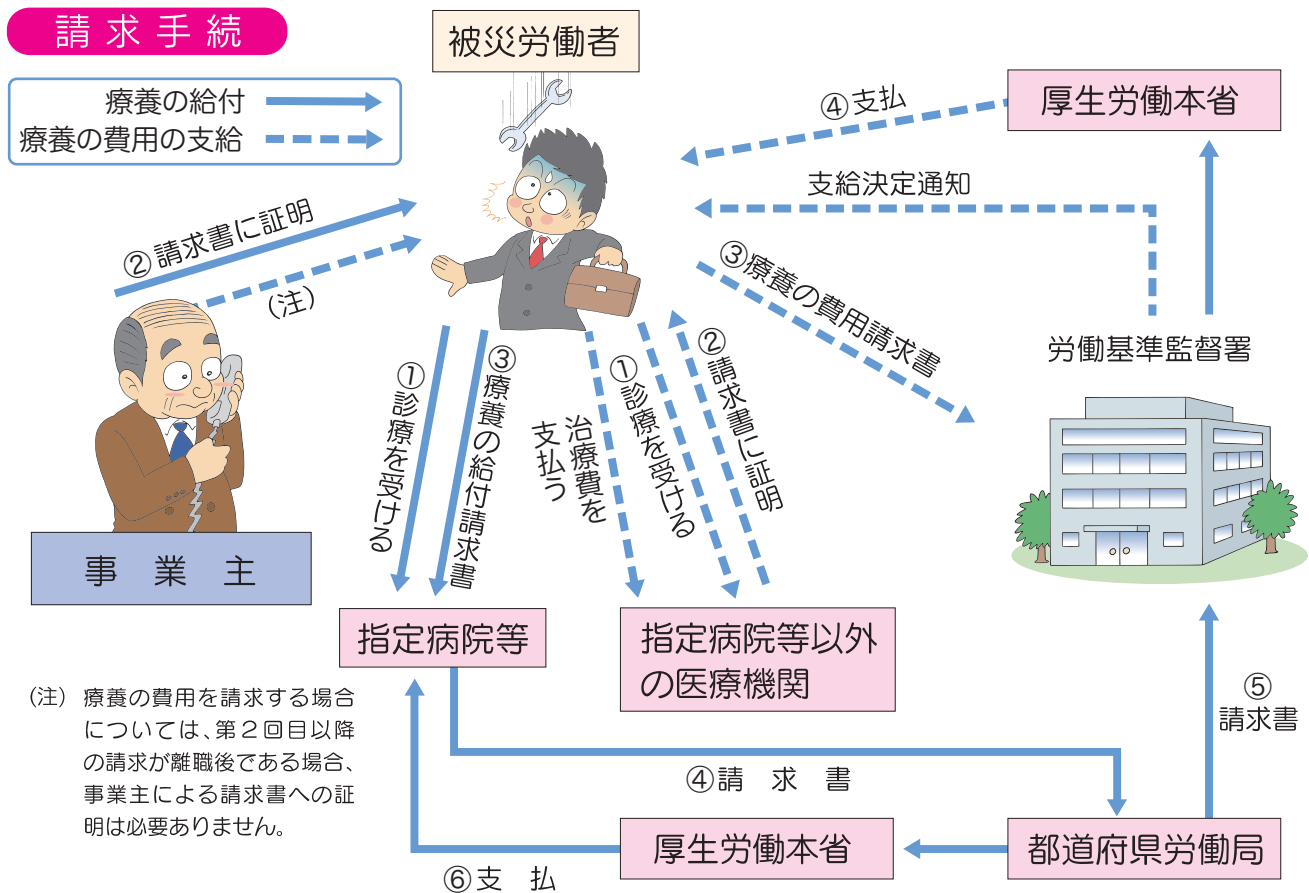 請求手続
療養の給付
療養の費用の支給
被災労働者
厚生労働本省
④支払
支給決定通知
②請求書に証明
(注)
③療養の費用請求書
労働基準監督署
①診療を受ける
③療養の給付請求書
治療費を
支払う
①診療を受ける
②請求書に証明
事業主
指定病院等
指定病院等以外
の医療機関
(注) 療養の費用を請求する場合
については、第2回目以降
の請求が離職後である場合、
事業主による請求書への証
明は必要ありません。
⑤
請求書
④請求書
厚生労働本省
都道府県労働局
⑥支払